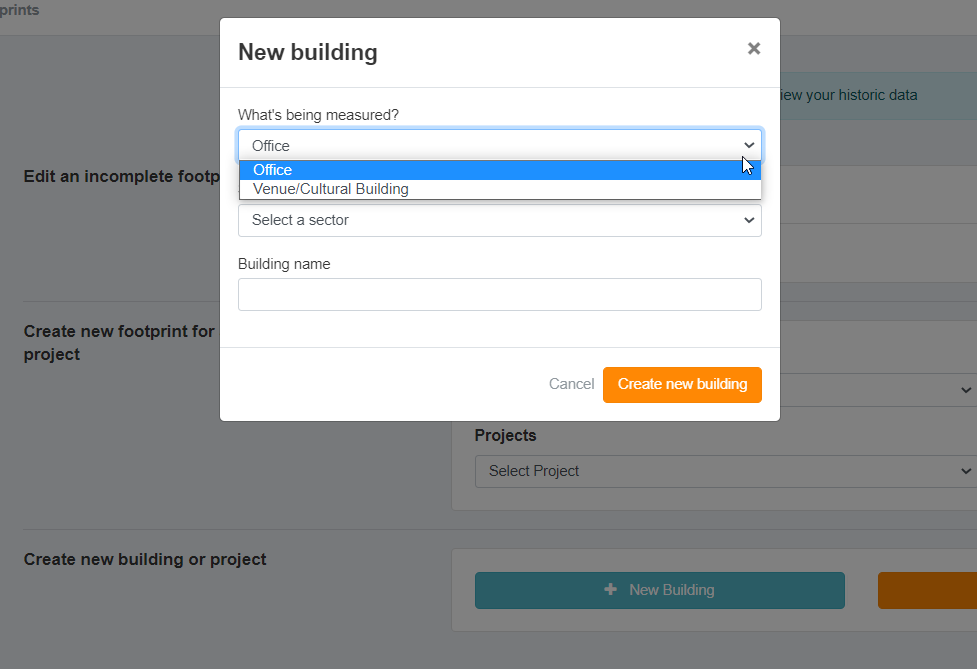 prints
New building
×
What's being measured?
iew your historic data
Office
Office
Edit an incomplete footp
Venue/Cultural Building
Select a sector
Building name
Create new footprint for
project
Cancel
Create new building
Projects
Select Project
Create new building or project
+ New Building